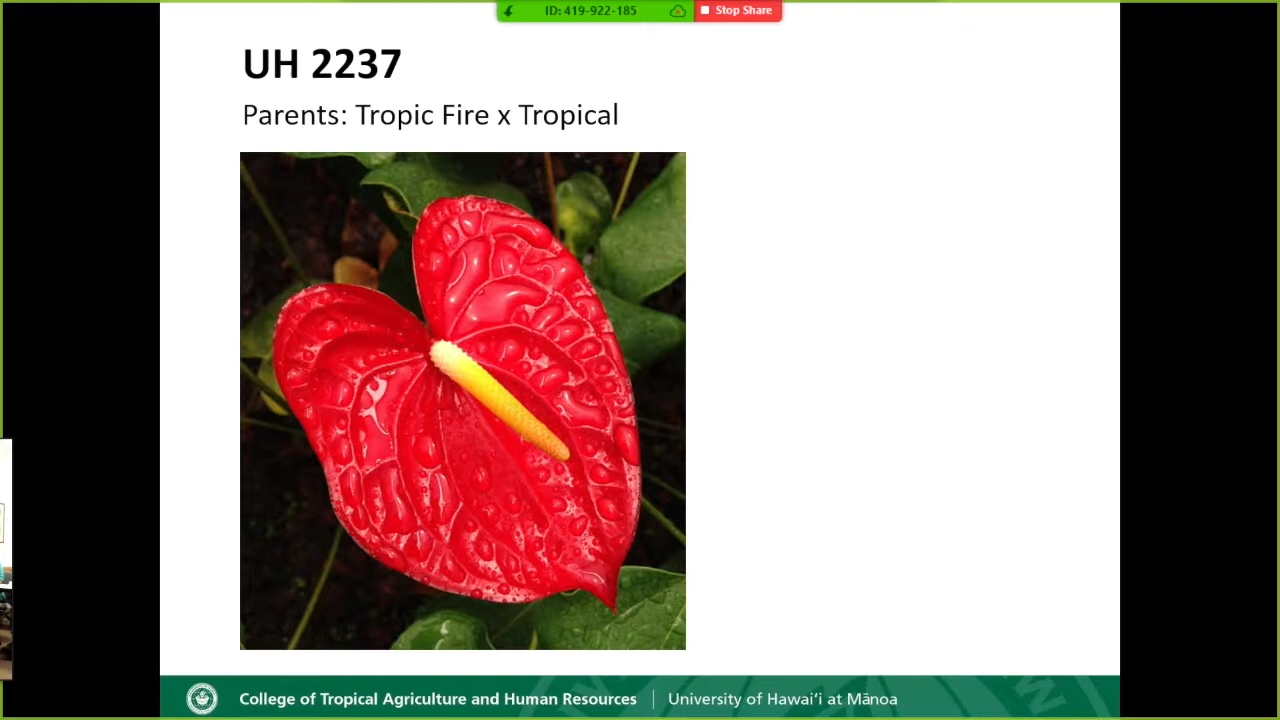 ID: 419-922-185
Stop Share
UH 2237
Parents: Tropic Fire x Tropical
College of Tropical Agriculture and Human Resources | University of Hawaiʻi at Mānoa